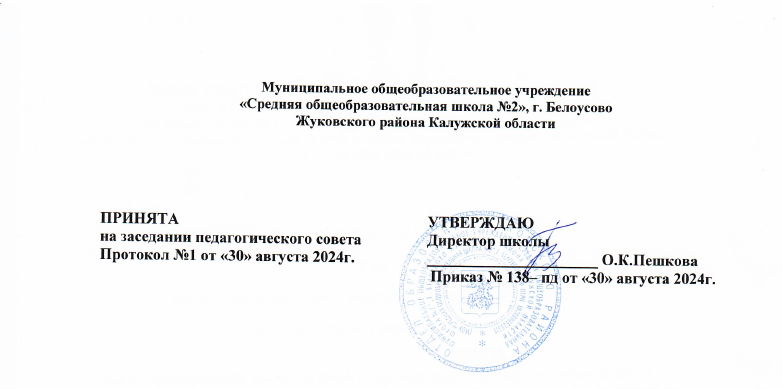 Муниципальное общеобразовательное учреждение
«Средняя общеобразовательная школа №2», г. Белоусово
Жуковского района Калужской области
ПРИНЯТА
на заседании педагогического совета
Протокол №1 от «30» августа 2024г.
УТВЕРЖДАЮ
Директор школы
______________________ О.К.Пешкова
Приказ № 138– пд от «30» августа 2024г.